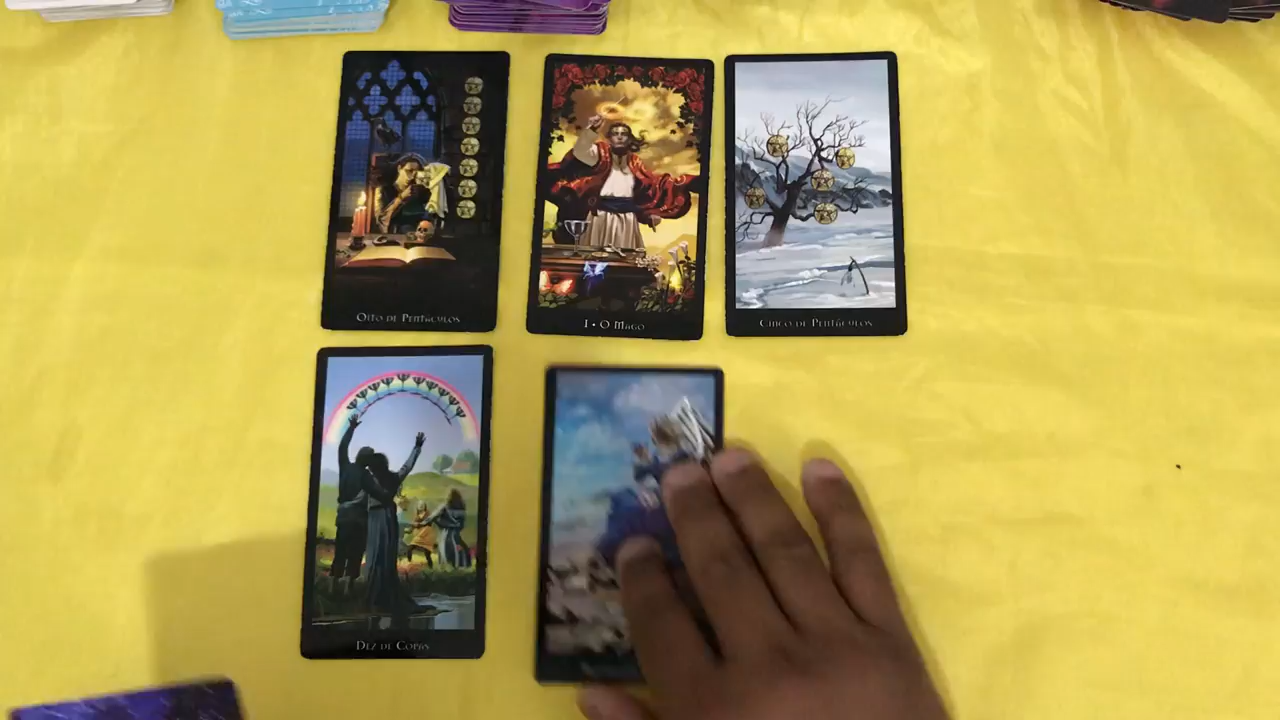 Oito de Pentáculos
I • O Mago
Cinco de Pentáculos
Dez de Copas